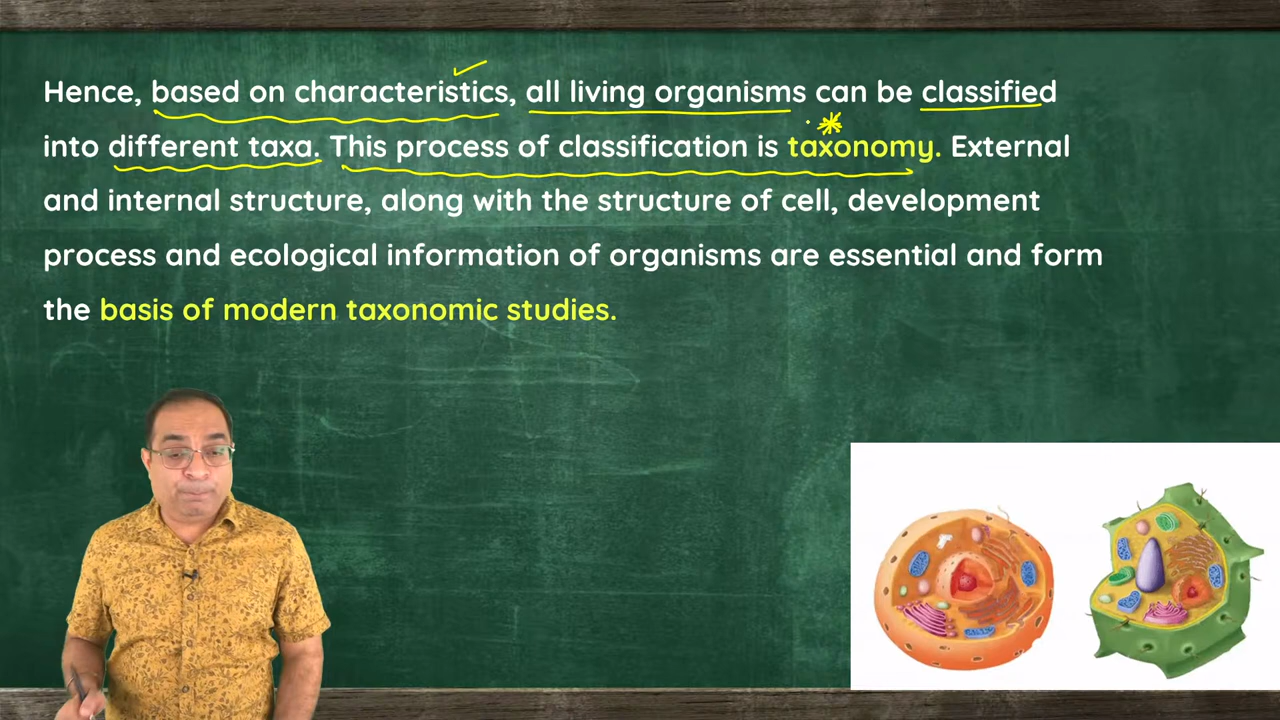 Hence, based on characteristics, all living organisms can be classified
into different taxa. This process of classification is taxonomy. External
and internal structure, along with the structure of cell, development
process and ecological information of organisms are essential and form
the basis of modern taxonomic studies.